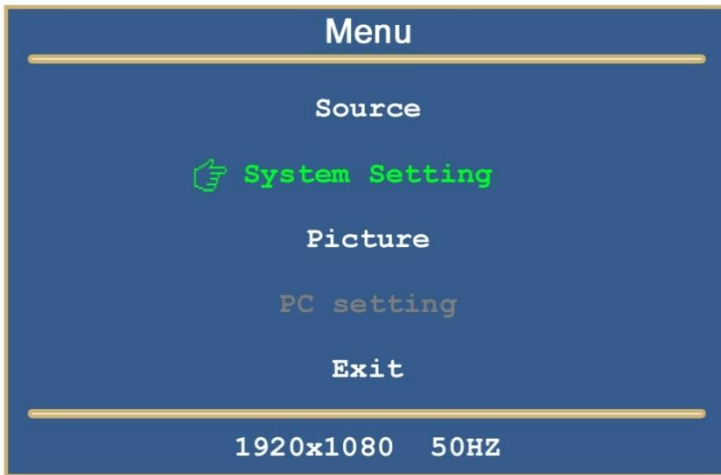 Menu
Source
System Setting
Picture
PC setting
Exit
1920x1080 50HZ